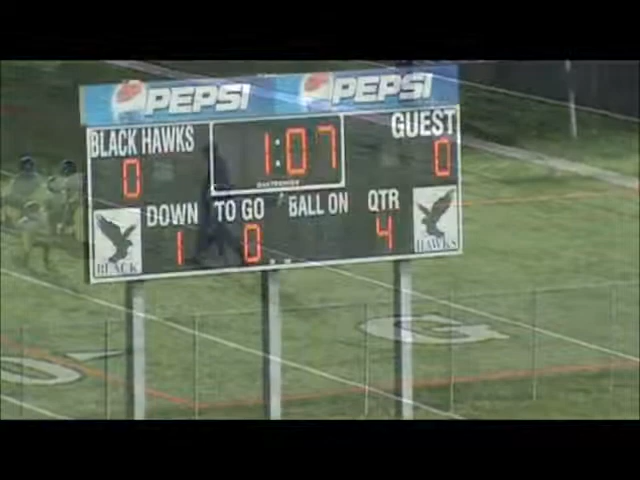 PEPSI PEPSI
BLACK HAWKS 1:07 GUEST
0 0
DAKTRONICS
DOWN TO GO BALL ON QTR
1 0 4
BLACK HAWKS
G